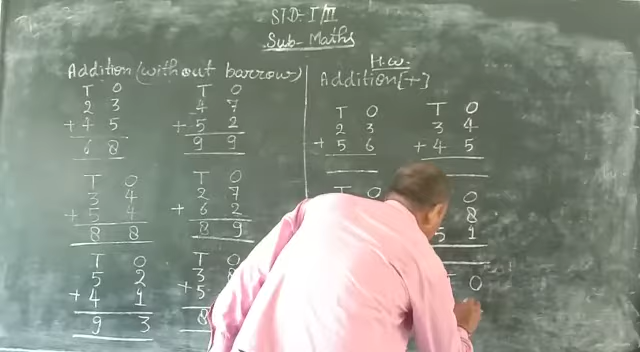 STD-I/II
Sub-Maths
Addition (without barrow)
T O
2 3
+ 4 5
6 8
T O
4 7
+ 5 2
9 9
T O
3 4
+ 5 4
8 8
T O
2 7
+ 6 2
8 9
T O
5 2
+ 4 1
9 3
T O
3
+ 5
8
H.W.
Addition[+]
T O
2 3
+ 5 6
T O
3 4
+ 4 5
T O
O
8
5 1
T O